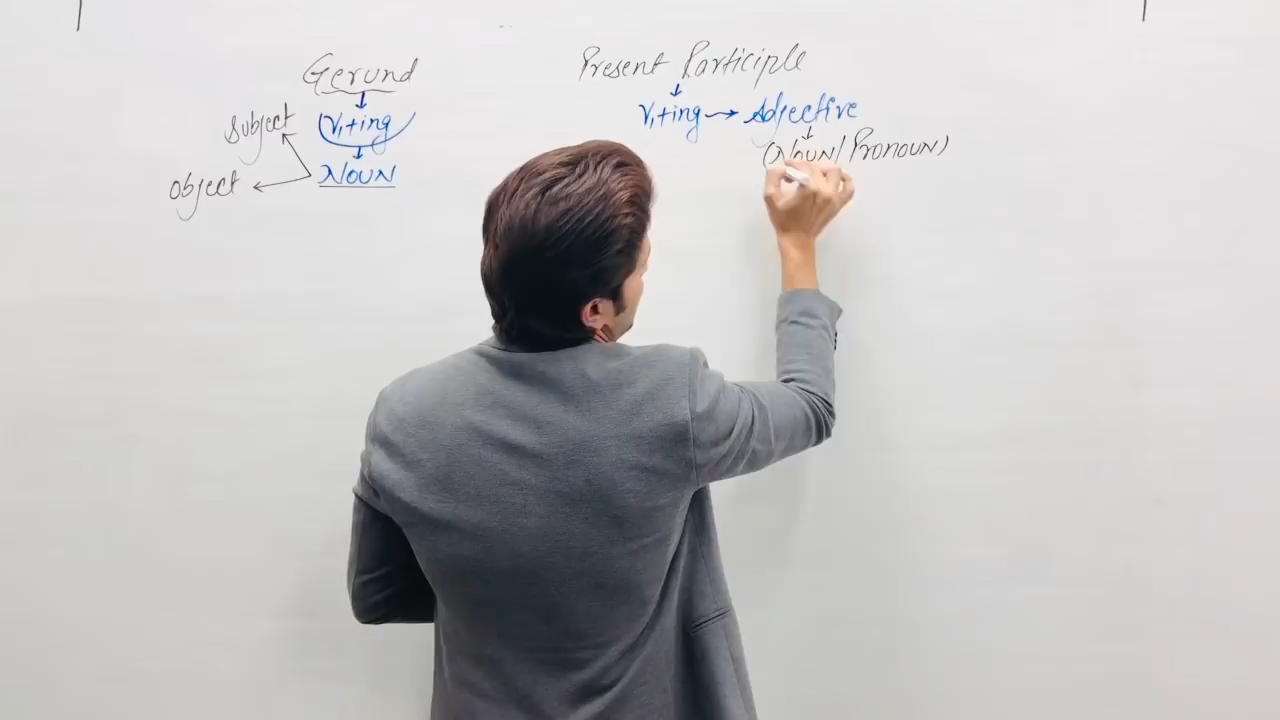 Gerund
V1+ing
Subject
Object
Noun
Present Participle
V1+ing → Adjective
(Noun/Pronoun)